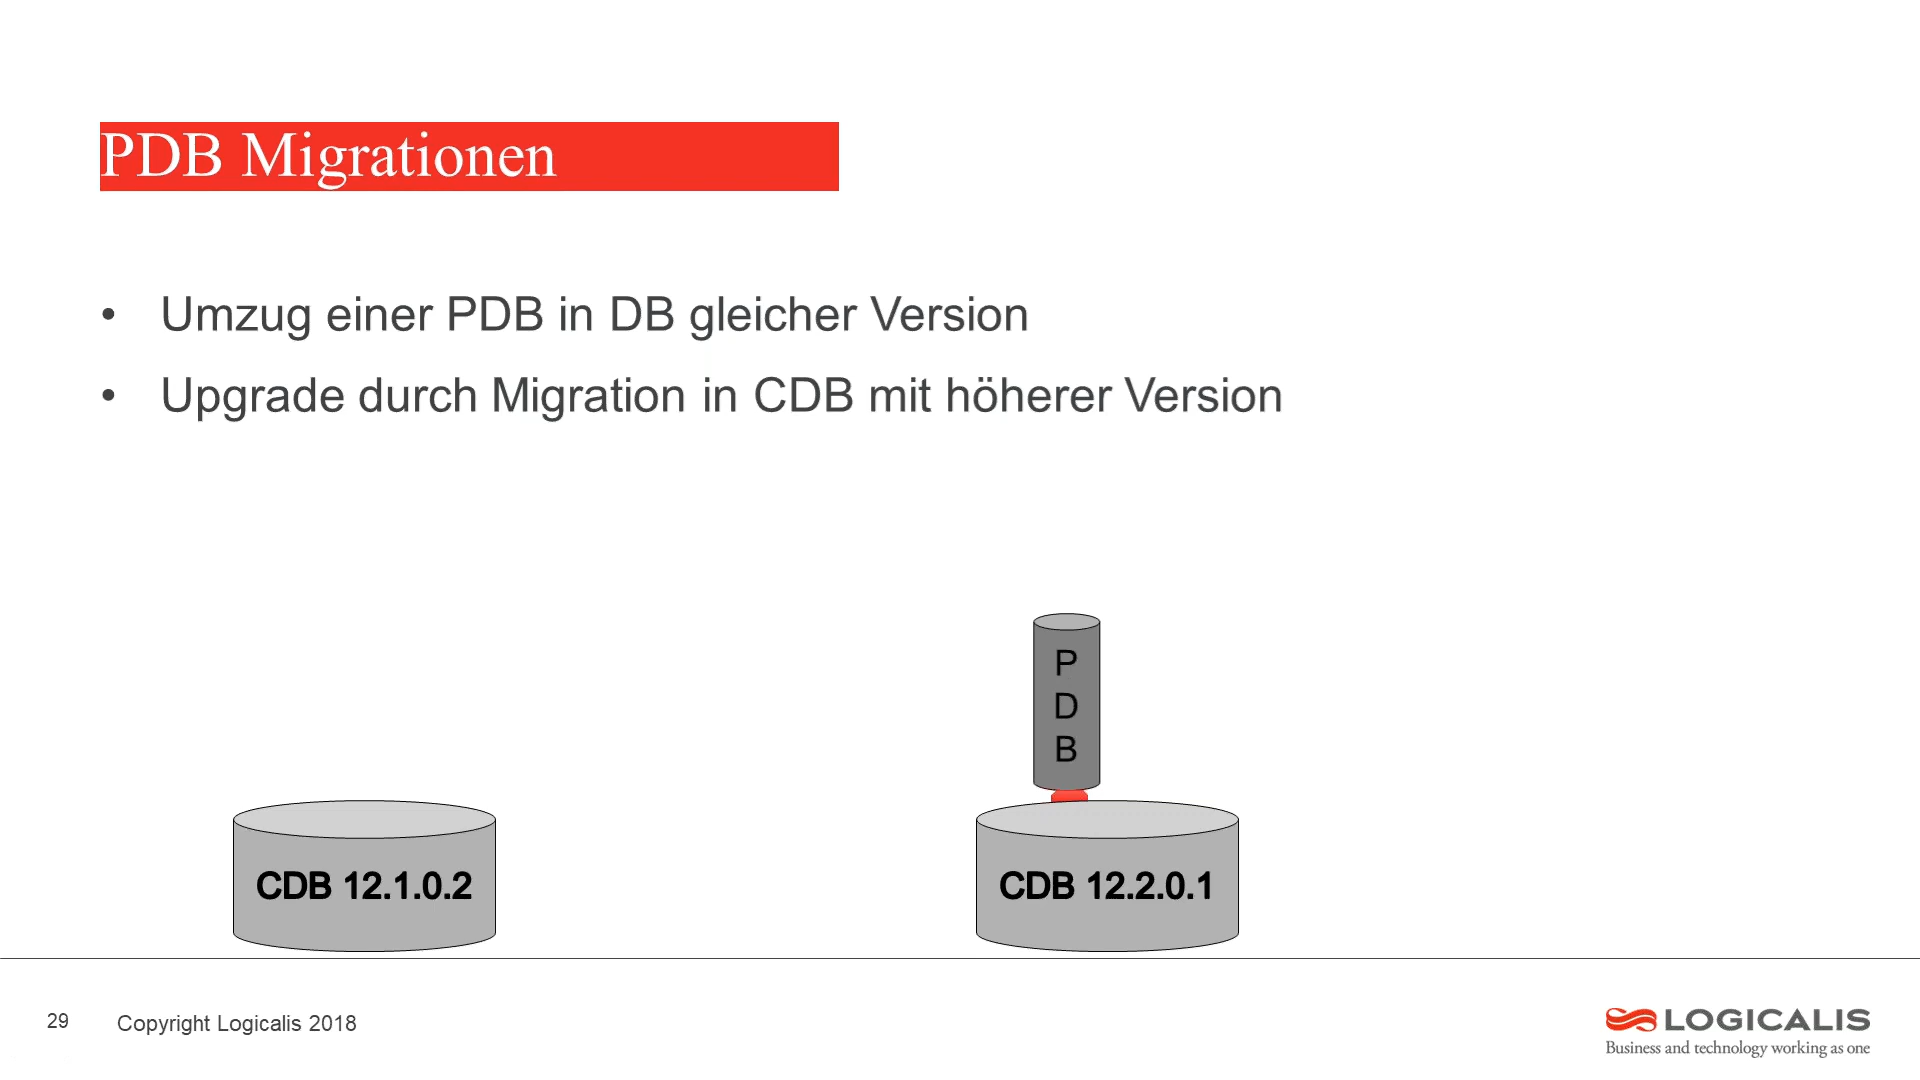 PDB Migrationen
• Umzug einer PDB in DB gleicher Version
• Upgrade durch Migration in CDB mit höherer Version
P
D
B
CDB 12.1.0.2
CDB 12.2.0.1
29 Copyright Logicalis 2018
LOGICALIS
Business and technology working as one